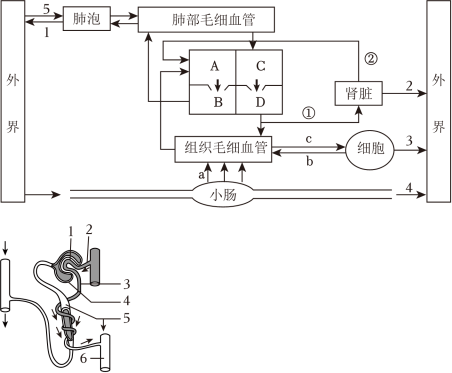 5 肺泡 肺部毛细血管
1
② 
A C
外界 肾脏 2 外界
B D
①
组织毛细血管 c 细胞 3
b
a
小肠 4
1 2
3
4
5
6